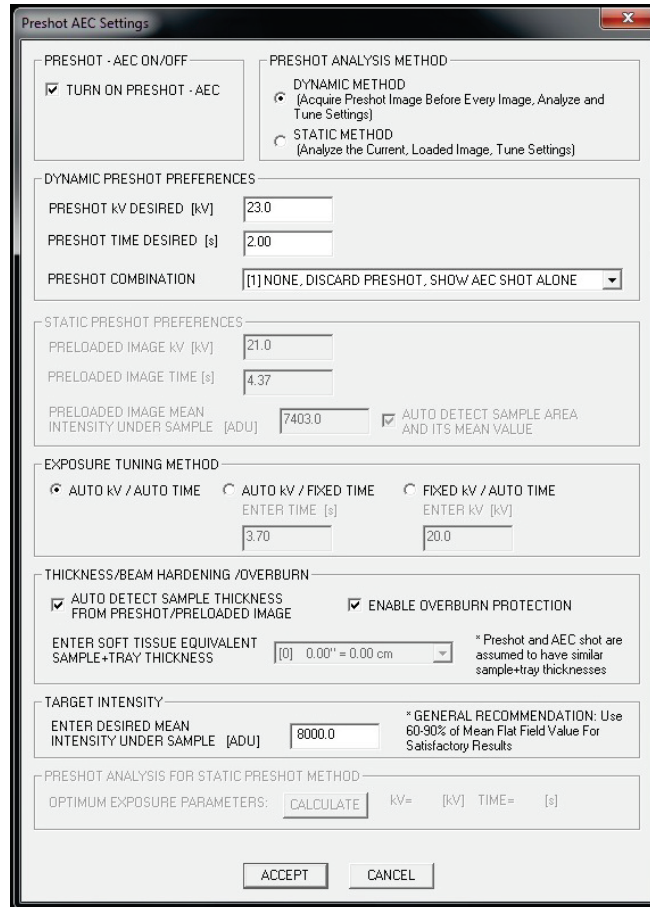 Preshot AEC Settings
x
PRESHOT - AEC ON/OFF
TURN ON PRESHOT - AEC
PRESHOT ANALYSIS METHOD
DYNAMIC METHOD
(Acquire Preshot Image Before Every Image, Analyze and
Tune Settings)
STATIC METHOD
(Analyze the Current, Loaded Image, Tune Settings)
DYNAMIC PRESHOT PREFERENCES
PRESHOT kV DESIRED [kV]
23.0
PRESHOT TIME DESIRED [s]
2.00
PRESHOT COMBINATION
[1] NONE, DISCARD PRESHOT, SHOW AEC SHOT ALONE
STATIC PRESHOT PREFERENCES
PRELOADED IMAGE kV [kV]
21.0
PRELOADED IMAGE TIME [s]
4.37
PRELOADED IMAGE MEAN
INTENSITY UNDER SAMPLE [ADU]
7403.0
AUTO DETECT SAMPLE AREA
AND ITS MEAN VALUE
EXPOSURE TUNING METHOD
AUTO kV / AUTO TIME
AUTO kV / FIXED TIME
ENTER TIME [s]
3.70
FIXED kV / AUTO TIME
ENTER kV [kV]
20.0
THICKNESS/BEAM HARDENING /OVERBURN
AUTO DETECT SAMPLE THICKNESS
FROM PRESHOT/PRELOADED IMAGE
ENABLE OVERBURN PROTECTION
ENTER SOFT TISSUE EQUIVALENT
SAMPLE+TRAY THICKNESS
[0] 0.00" = 0.00 cm
* Preshot and AEC shot are
assumed to have similar
sample+tray thicknesses
TARGET INTENSITY
ENTER DESIRED MEAN
INTENSITY UNDER SAMPLE [ADU]
8000.0
* GENERAL RECOMMENDATION: Use
60-90% of Mean Flat Field Value For
Satisfactory Results
PRESHOT ANALYSIS FOR STATIC PRESHOT METHOD
OPTIMUM EXPOSURE PARAMETERS:
CALCULATE
kV= [kV] TIME= [s]
ACCEPT
CANCEL